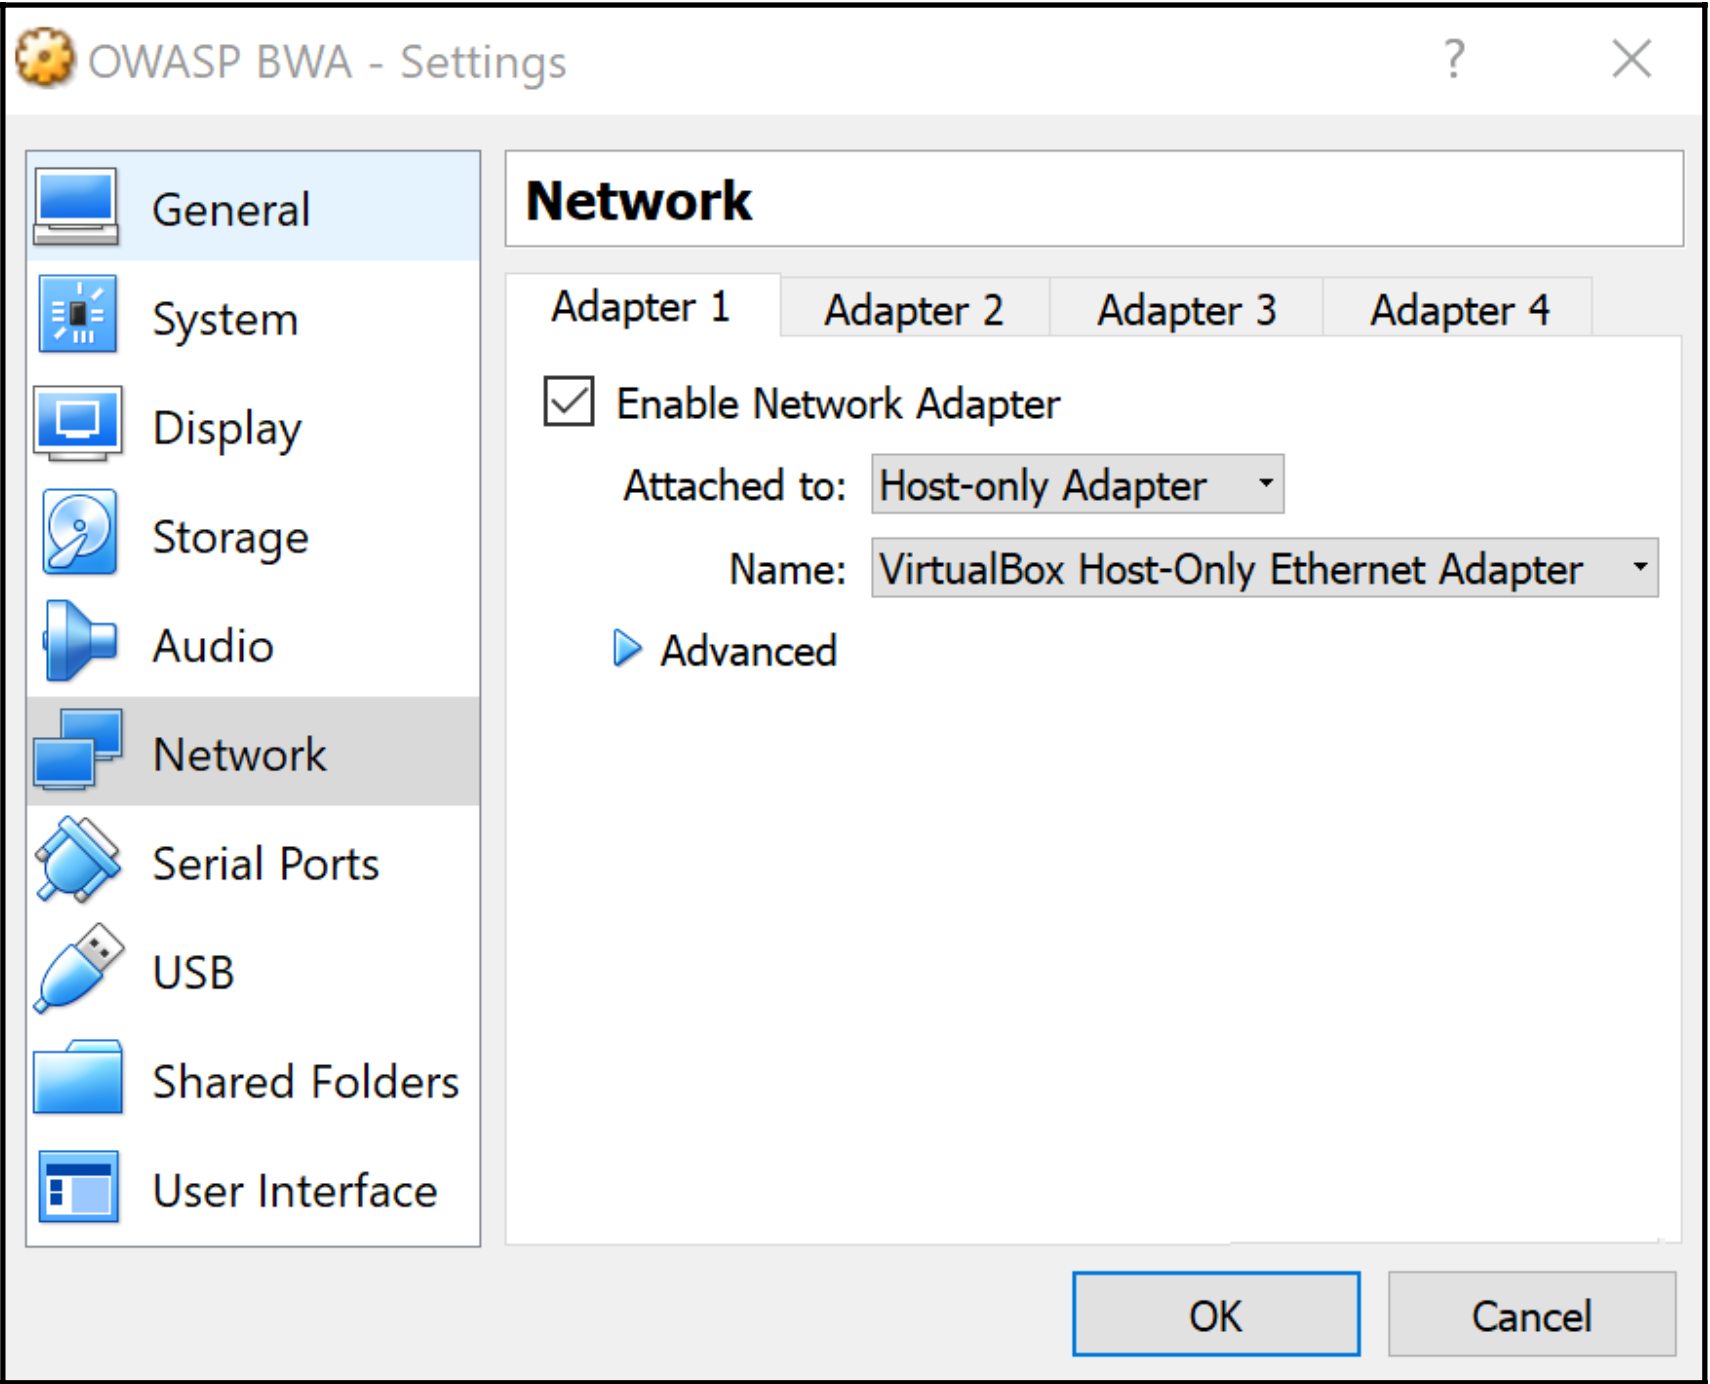 OWASP BWA - Settings
?
General
System
Display
Storage
Audio
Network
Serial Ports
USB
Shared Folders
User Interface
Network
Adapter 1
Adapter 2
Adapter 3
Adapter 4
Enable Network Adapter
Attached to: Host-only Adapter
Name: VirtualBox Host-Only Ethernet Adapter
Advanced
OK
Cancel